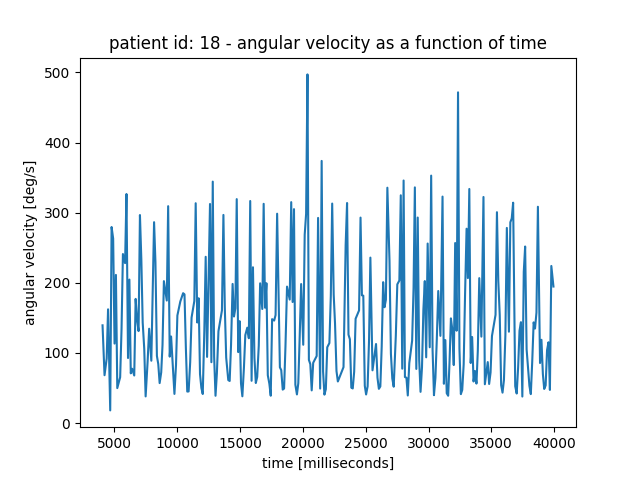 patient id: 18 - angular velocity as a function of time
angular velocity [deg/s]
500
400
300
200
100
0
5000 10000 15000 20000 25000 30000 35000 40000
time [milliseconds]